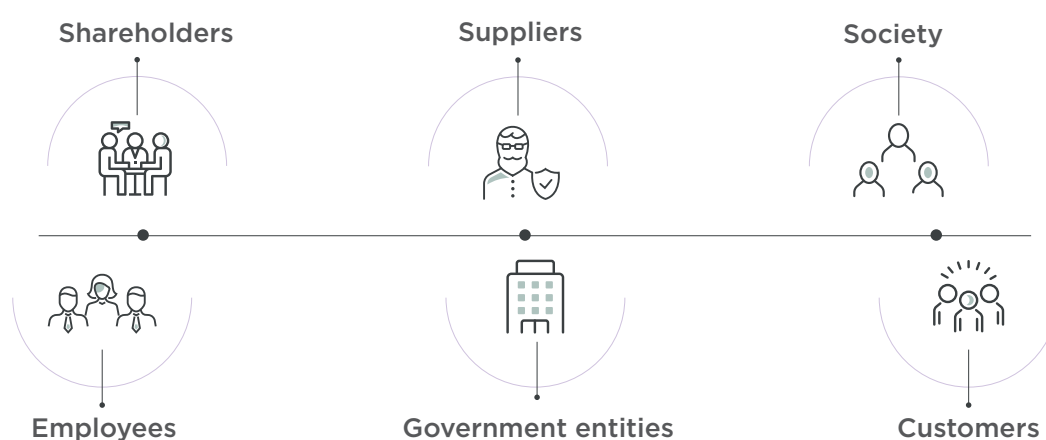 Shareholders
Suppliers
Society
Employees
Government entities
Customers